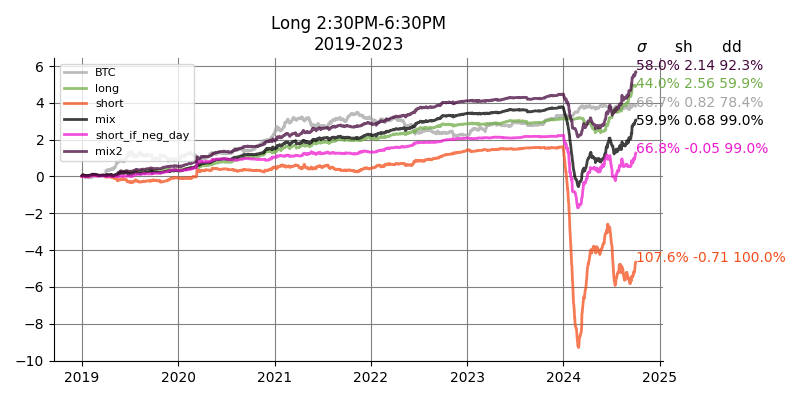 Long 2:30PM-6:30PM
2019-2023
σ sh dd
58.0% 2.14 92.3%
44.0% 2.56 59.9%
66.7% 0.82 78.4%
59.9% 0.68 99.0%
66.8% -0.05 99.0%
107.6% -0.71 100.0%
BTC
long
short
mix
short_if_neg_day
mix2
6
4
2
0
−2
−4
−6
−8
−10
2019 2020 2021 2022 2023 2024 2025